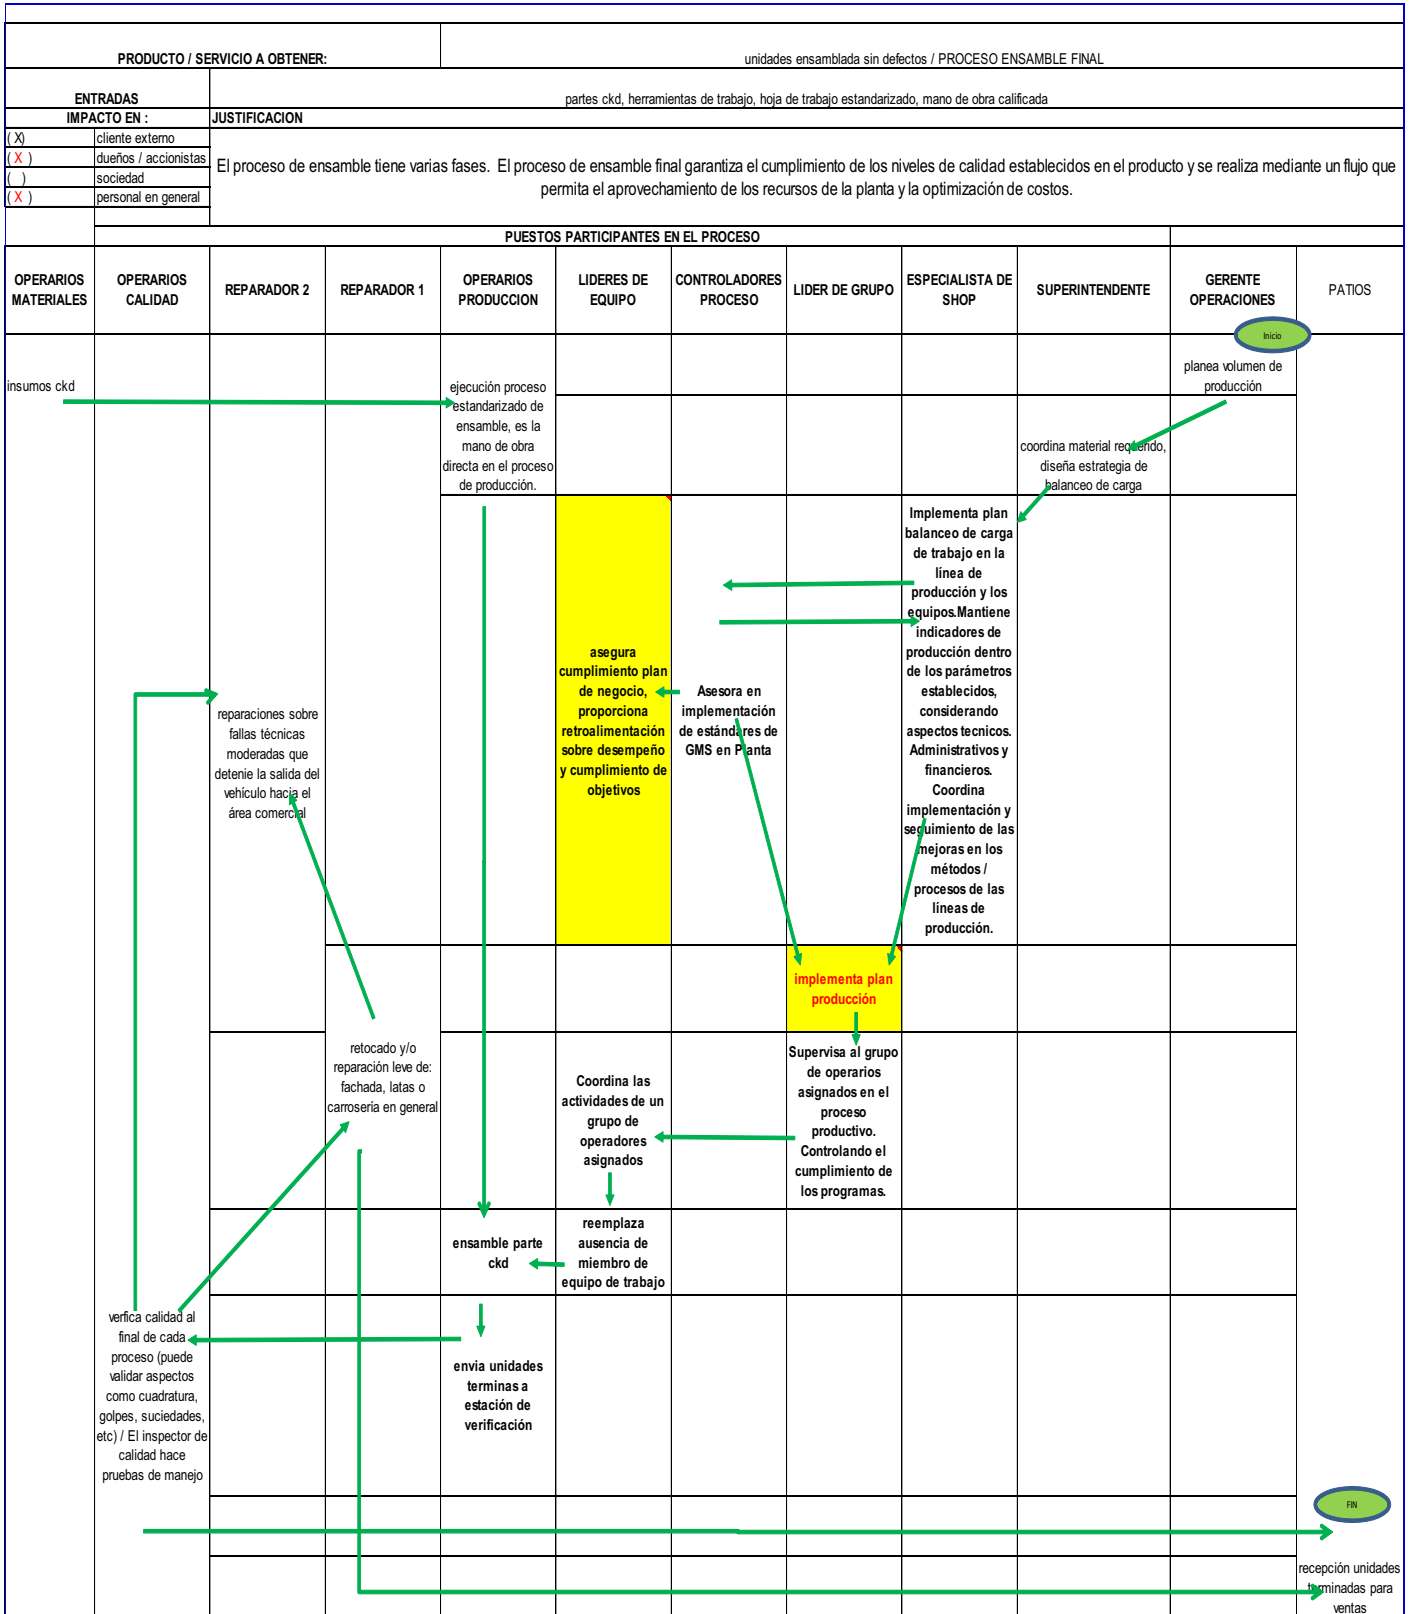 PRODUCTO / SERVICIO A OBTENER:
unidades ensamblada sin defectos / PROCESO ENSAMBLE FINAL
ENTRADAS
partes ckd, herramientas de trabajo, hoja de trabajo estandarizado, mano de obra calificada
IMPACTO EN :
JUSTIFICACION
( X) cliente externo
( X ) dueños / accionistas
( ) sociedad
( X ) personal en general
El proceso de ensamble tiene varias fases. El proceso de ensamble final garantiza el cumplimiento de los niveles de calidad establecidos en el producto y se realiza mediante un flujo que
permita el aprovechamiento de los recursos de la planta y la optimización de costos.
PUESTOS PARTICIPANTES EN EL PROCESO
OPERARIOS
MATERIALES
OPERARIOS
CALIDAD
REPARADOR 2
REPARADOR 1
OPERARIOS
PRODUCCION
LIDERES DE
EQUIPO
CONTROLADORES
PROCESO
LIDER DE GRUPO
ESPECIALISTA DE
SHOP
SUPERINTENDENTE
GERENTE
OPERACIONES
PATIOS
Inicio
planea volumen de
producción
insumos ckd
ejecución proceso
estandarizado de
ensamble, es la
mano de obra
directa en el proceso
de producción.
coordina material requerido,
diseña estrategia de
balanceo de carga
Implementa plan
balanceo de carga
de trabajo en la
línea de
producción y los
equipos.Mantiene
indicadores de
producción dentro
de los parámetros
establecidos,
considerando
aspectos tecnicos.
Administrativos y
financieros.
Coordina
implementación y
seguimiento de las
mejoras en los
métodos /
procesos de las
líneas de
producción.
asegura
cumplimiento plan
de negocio,
proporciona
retroalimentación
sobre desempeño
y cumplimiento de
objetivos
Asesora en
implementación
de estándares de
GMS en Planta
reparaciones sobre
fallas técnicas
moderadas que
detenie la salida del
vehículo hacia el
área comercial
implementa plan
producción
retocado y/o
reparación leve de:
fachada, latas o
carrosería en general
Coordina las
actividades de un
grupo de
operadores
asignados
Supervisa al grupo
de operarios
asignados en el
proceso
productivo.
Controlando el
cumplimiento de
los programas.
ensamble parte
ckd
reemplaza
ausencia de
miembro de
equipo de trabajo
verfica calidad al
final de cada
proceso (puede
validar aspectos
como cuadratura,
golpes, suciedades,
etc) / El inspector de
calidad hace
pruebas de manejo
envia unidades
terminas a
estación de
verificación
FIN
recepción unidades
terminadas para
ventas